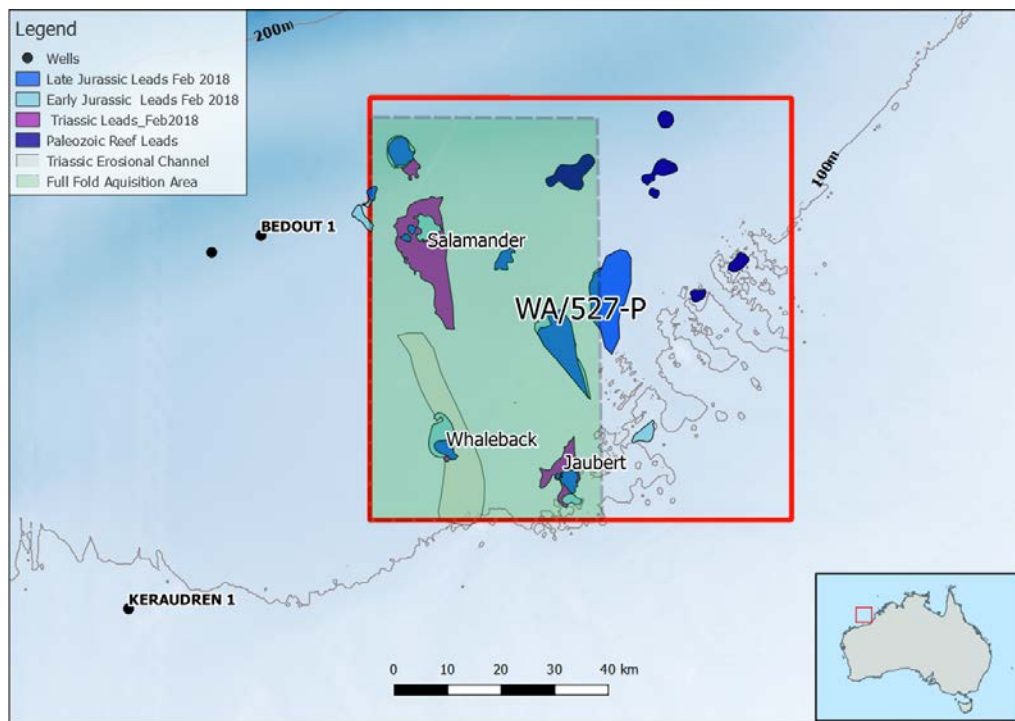 Legend
Wells
Late Jurassic Leads Feb 2018
Early Jurassic Leads Feb 2018
Triassic Leads_Feb2018
Paleozoic Reef Leads
Triassic Erosional Channel
Full Fold Aquisition Area
200m
100m
BEDOUT 1
Salamander
WA/527-P
Whaleback
Jaubert
KERAUDREN 1
0 10 20 30 40 km